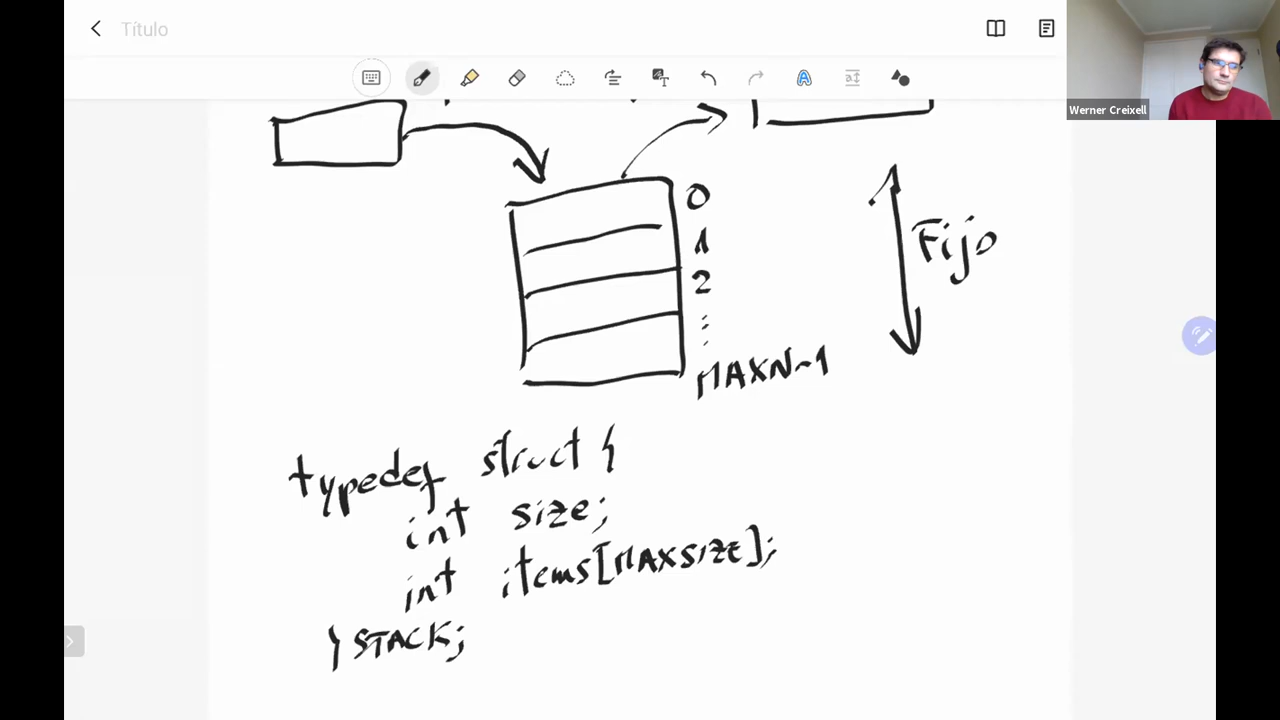 Título
Werner Creixell
0
1
2
⋮
MAXN-1
Fijo
typedef struct {
int size;
int items[MAXSIZE];
} STACK;